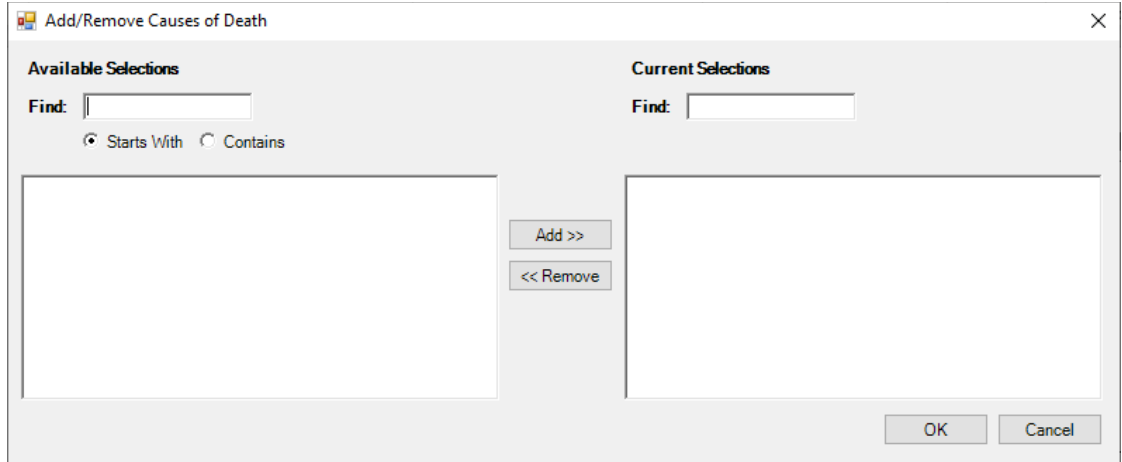 Add/Remove Causes of Death
Available Selections
Current Selections
Find:
Find:
Starts With Contains
Add >>
<< Remove
OK Cancel